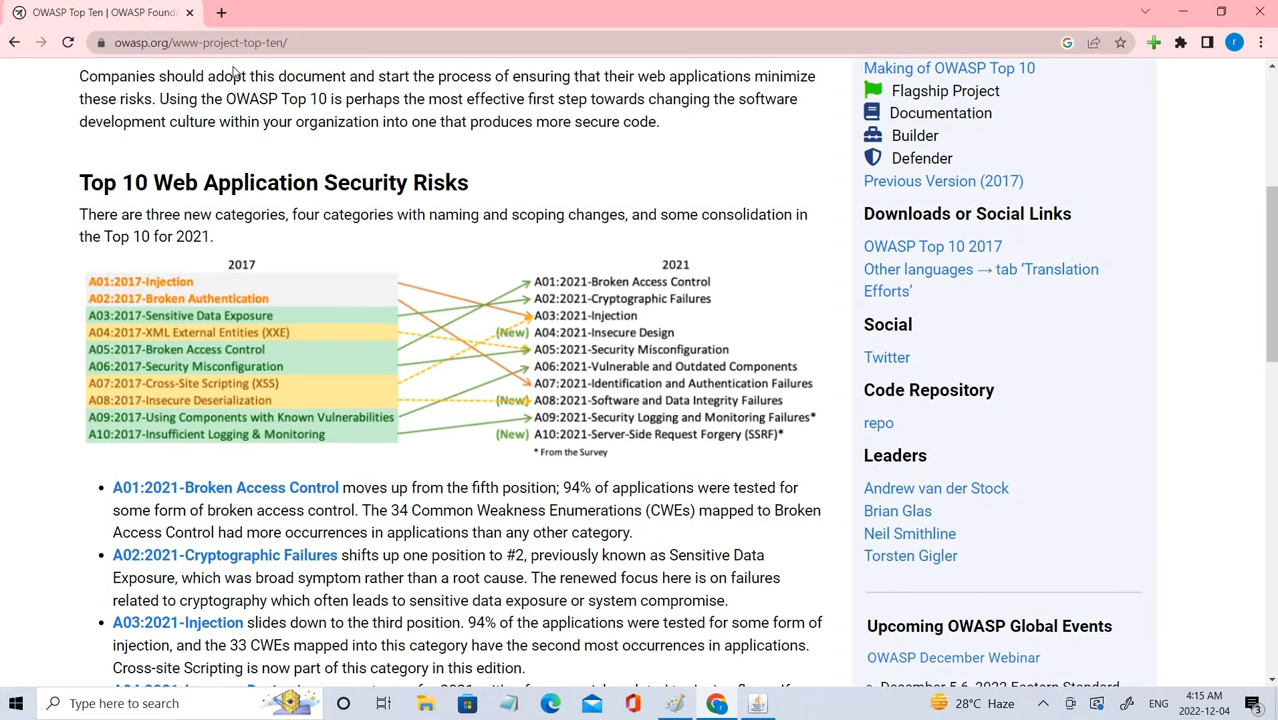 OWASP Top Ten | OWASP Found
owasp.org/www-project-top-ten/
Companies should adopt this document and start the process of ensuring that their web applications minimize
these risks. Using the OWASP Top 10 is perhaps the most effective first step towards changing the software
development culture within your organization into one that produces more secure code.
Top 10 Web Application Security Risks
There are three new categories, four categories with naming and scoping changes, and some consolidation in
the Top 10 for 2021.
2017
A01:2017-Injection
A02:2017-Broken Authentication
A03:2017-Sensitive Data Exposure
A04:2017-XML External Entities (XXE)
A05:2017-Broken Access Control
A06:2017-Security Misconfiguration
A07:2017-Cross-Site Scripting (XSS)
A08:2017-Insecure Deserialization
A09:2017-Using Components with Known Vulnerabilities
A10:2017-Insufficient Logging & Monitoring
2021
A01:2021-Broken Access Control
A02:2021-Cryptographic Failures
A03:2021-Injection
(New) A04:2021-Insecure Design
A05:2021-Security Misconfiguration
A06:2021-Vulnerable and Outdated Components
A07:2021-Identification and Authentication Failures
(New) A08:2021-Software and Data Integrity Failures
A09:2021-Security Logging and Monitoring Failures*
(New) A10:2021-Server-Side Request Forgery (SSRF)*
* From the Survey
• A01:2021-Broken Access Control moves up from the fifth position; 94% of applications were tested for
some form of broken access control. The 34 Common Weakness Enumerations (CWEs) mapped to Broken
Access Control had more occurrences in applications than any other category.
• A02:2021-Cryptographic Failures shifts up one position to #2, previously known as Sensitive Data
Exposure, which was broad symptom rather than a root cause. The renewed focus here is on failures
related to cryptography which often leads to sensitive data exposure or system compromise.
• A03:2021-Injection slides down to the third position. 94% of the applications were tested for some form of
injection, and the 33 CWEs mapped into this category have the second most occurrences in applications.
Cross-site Scripting is now part of this category in this edition.
Making of OWASP Top 10
Flagship Project
Documentation
Builder
Defender
Previous Version (2017)
Downloads or Social Links
OWASP Top 10 2017
Other languages → tab ‘Translation
Efforts’
Social
Twitter
Code Repository
repo
Leaders
Andrew van der Stock
Brian Glas
Neil Smithline
Torsten Gigler
Upcoming OWASP Global Events
OWASP December Webinar
Type here to search
28°C Haze
ENG
4:15 AM
2022-12-04
3